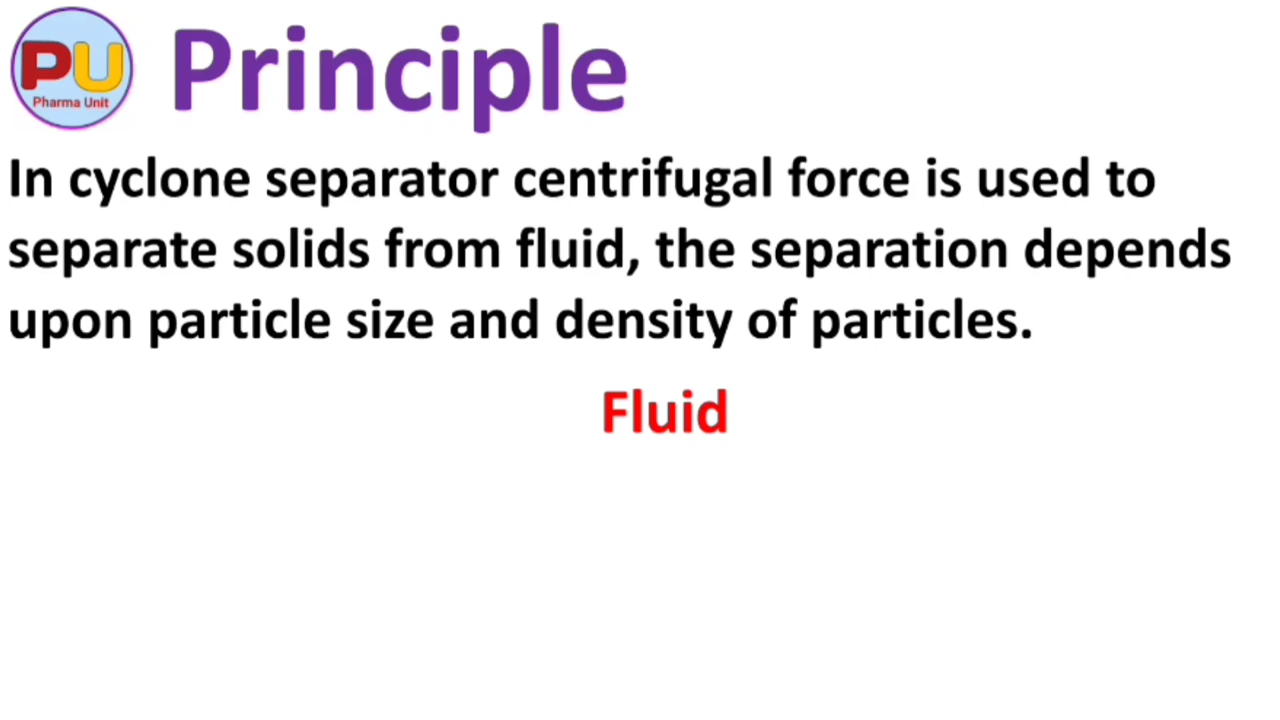 PU
Pharma Unit
Principle
In cyclone separator centrifugal force is used to
separate solids from fluid, the separation depends
upon particle size and density of particles.
Fluid